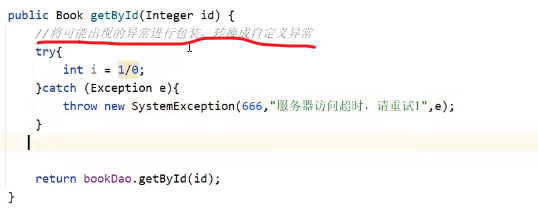 public Book getById(Integer id) {
//将可能出现的异常进行包装，转换成自定义异常
try{
int i = 1/0;
}catch (Exception e){
throw new SystemException(666,"服务器访问超时，请重试!",e);
}
return bookDao.getById(id);
}